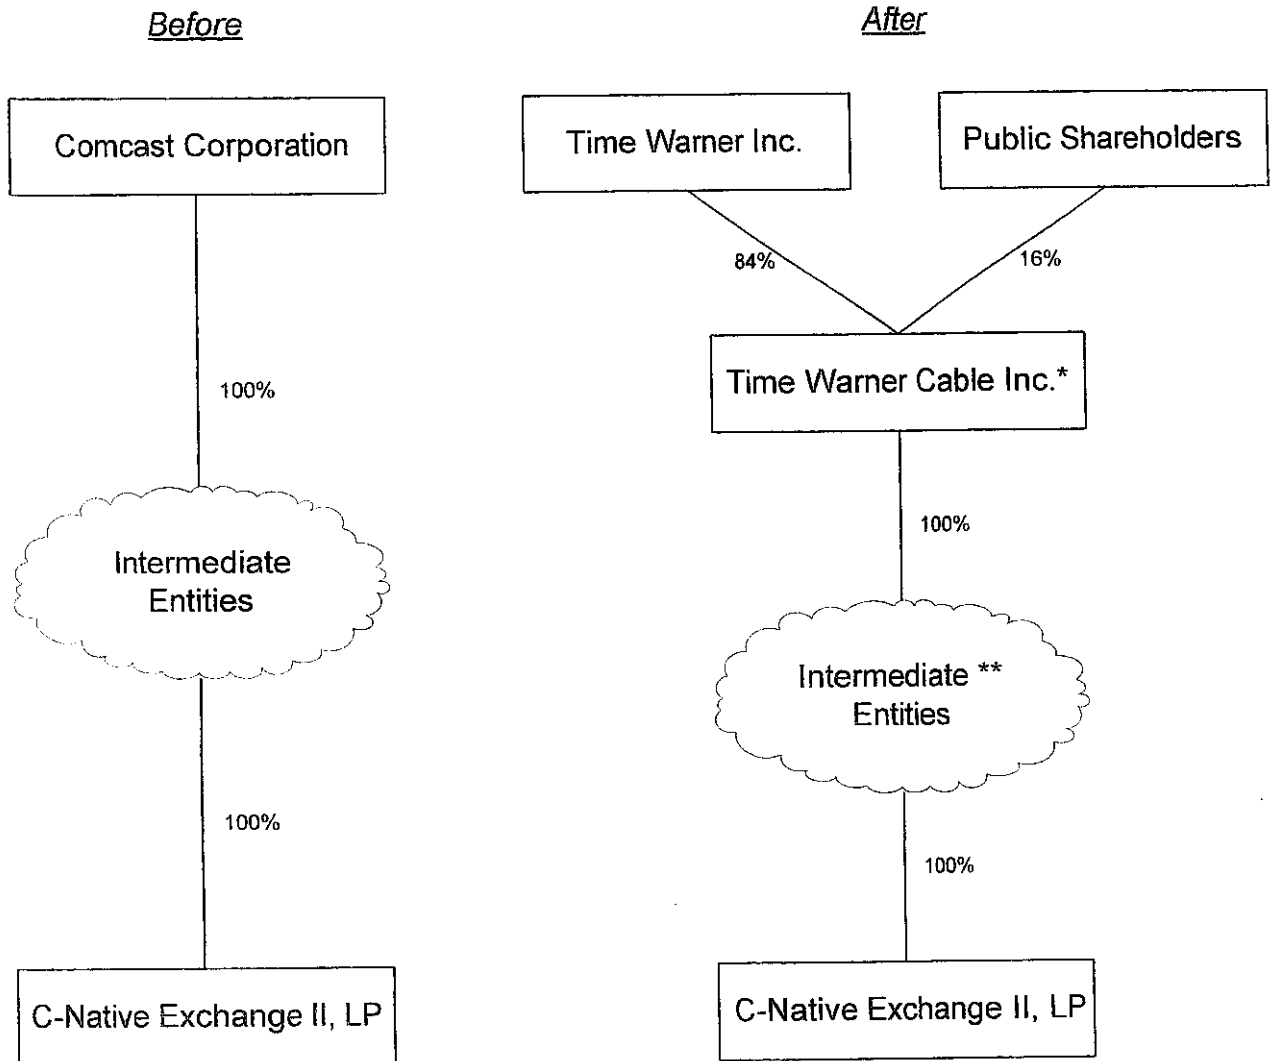 Before
Comcast Corporation
100%
Intermediate
Entities
100%
C-Native Exchange II, LP
After
Time Warner Inc.
Public Shareholders
84%
16%
Time Warner Cable Inc.*
100%
Intermediate **
Entities
100%
C-Native Exchange II, LP